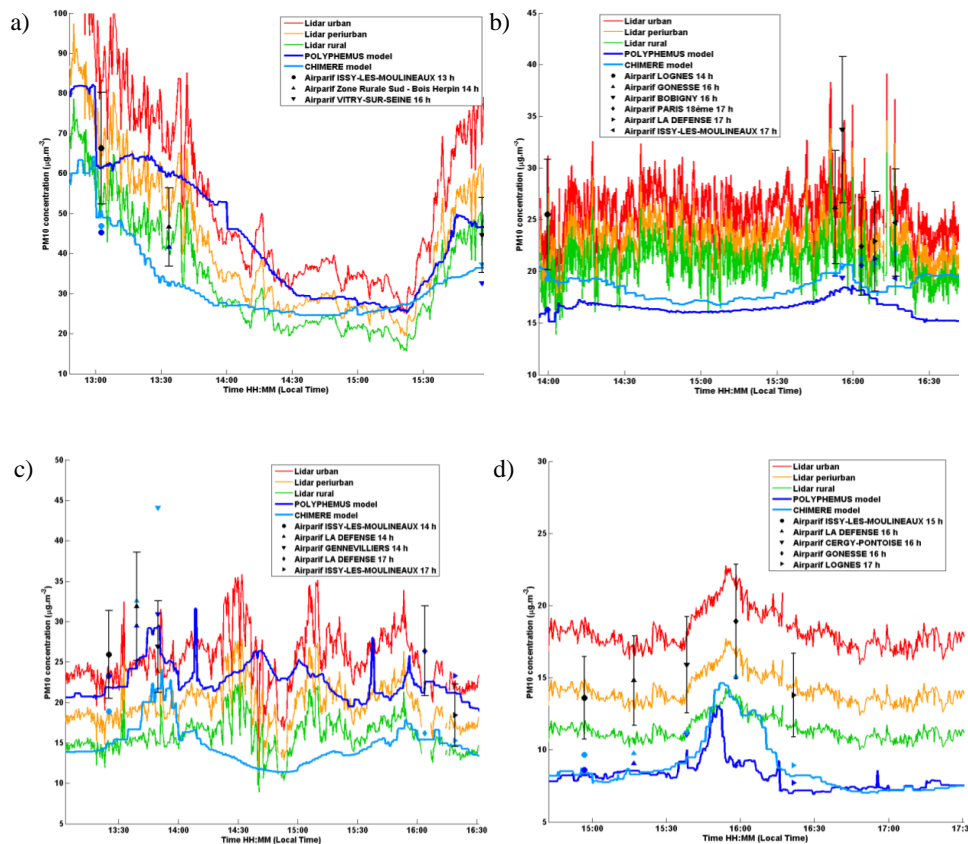 a)
100
90
80
70
60
50
40
30
20
10
PM10 concentration (µg.m-3)
Lidar urban
Lidar periurban
Lidar rural
POLYPHEMUS model
CHIMERE model
Airparif ISSY-LES-MOULINEAUX 13 h
Airparif Zone Rurale Sud - Bois Herpin 14 h
Airparif VITRY-SUR-SEINE 16 h
13:00 13:30 14:00 14:30 15:00 15:30
Time HH:MM (Local Time)
b)
45
40
35
30
25
20
15
10
PM10 concentration (µg.m-3)
Lidar urban
Lidar periurban
Lidar rural
POLYPHEMUS model
CHIMERE model
Airparif LOGNES 14 h
Airparif GONESSE 16 h
Airparif BOBIGNY 16 h
Airparif PARIS 18ème 17 h
Airparif LA DEFENSE 17 h
Airparif ISSY-LES-MOULINEAUX 17 h
14:00 14:30 15:00 15:30 16:00 16:30
Time HH:MM (Local Time)
c)
50
45
40
35
30
25
20
15
10
5
PM10 concentration (µg.m-3)
Lidar urban
Lidar periurban
Lidar rural
POLYPHEMUS model
CHIMERE model
Airparif ISSY-LES-MOULINEAUX 14 h
Airparif LA DEFENSE 14 h
Airparif GENNEVILLIERS 14 h
Airparif LA DEFENSE 17 h
Airparif ISSY-LES-MOULINEAUX 17 h
13:30 14:00 14:30 15:00 15:30 16:00 16:30
Time HH:MM (Local Time)
d)
30
25
20
15
10
5
PM10 concentration (µg.m-3)
Lidar urban
Lidar periurban
Lidar rural
POLYPHEMUS model
CHIMERE model
Airparif ISSY-LES-MOULINEAUX 15 h
Airparif LA DEFENSE 16 h
Airparif CERGY-PONTOISE 16 h
Airparif GONESSE 16 h
Airparif LOGNES 17 h
15:00 15:30 16:00 16:30 17:00 17:3
Time HH:MM (Local Time)